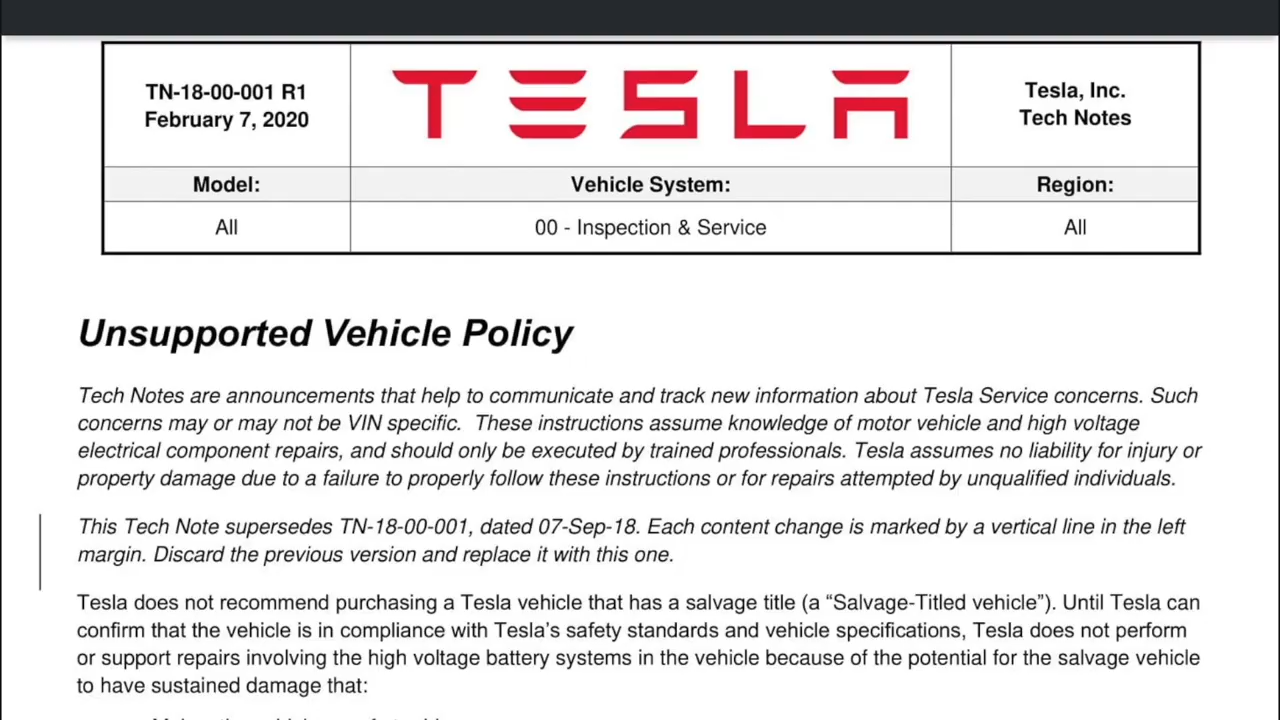 TN-18-00-001 R1
February 7, 2020
TESLA
Tesla, Inc.
Tech Notes
Model:
Vehicle System:
Region:
All
00 - Inspection & Service
All
Unsupported Vehicle Policy
Tech Notes are announcements that help to communicate and track new information about Tesla Service concerns. Such
concerns may or may not be VIN specific.  These instructions assume knowledge of motor vehicle and high voltage
electrical component repairs, and should only be executed by trained professionals. Tesla assumes no liability for injury or
property damage due to a failure to properly follow these instructions or for repairs attempted by unqualified individuals.
This Tech Note supersedes TN-18-00-001, dated 07-Sep-18. Each content change is marked by a vertical line in the left
margin. Discard the previous version and replace it with this one.
Tesla does not recommend purchasing a Tesla vehicle that has a salvage title (a “Salvage-Titled vehicle”). Until Tesla can
confirm that the vehicle is in compliance with Tesla’s safety standards and vehicle specifications, Tesla does not perform
or support repairs involving the high voltage battery systems in the vehicle because of the potential for the salvage vehicle
to have sustained damage that: